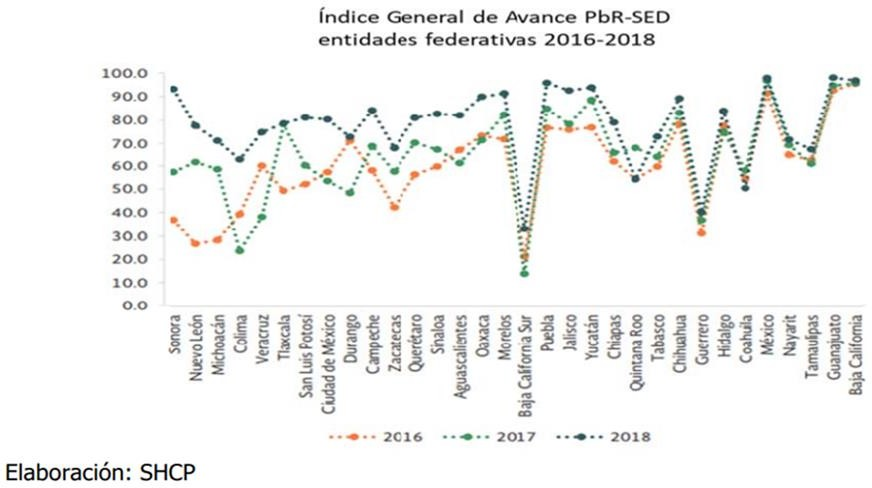 Índice General de Avance PbR-SED
entidades federativas 2016-2018
100.0
90.0
80.0
70.0
60.0
50.0
40.0
30.0
20.0
10.0
0.0
Sonora
Nuevo León
Michoacán
Colima
Veracruz
Tlaxcala
San Luis Potosí
Ciudad de México
Durango
Campeche
Zacatecas
Querétaro
Sinaloa
Aguascalientes
Oaxaca
Morelos
Baja California Sur
Puebla
Jalisco
Yucatán
Chiapas
Quintana Roo
Tabasco
Chihuahua
Guerrero
Hidalgo
Coahuila
México
Nayarit
Tamaulipas
Guanajuato
Baja California
2016 2017 2018
Elaboración: SHCP